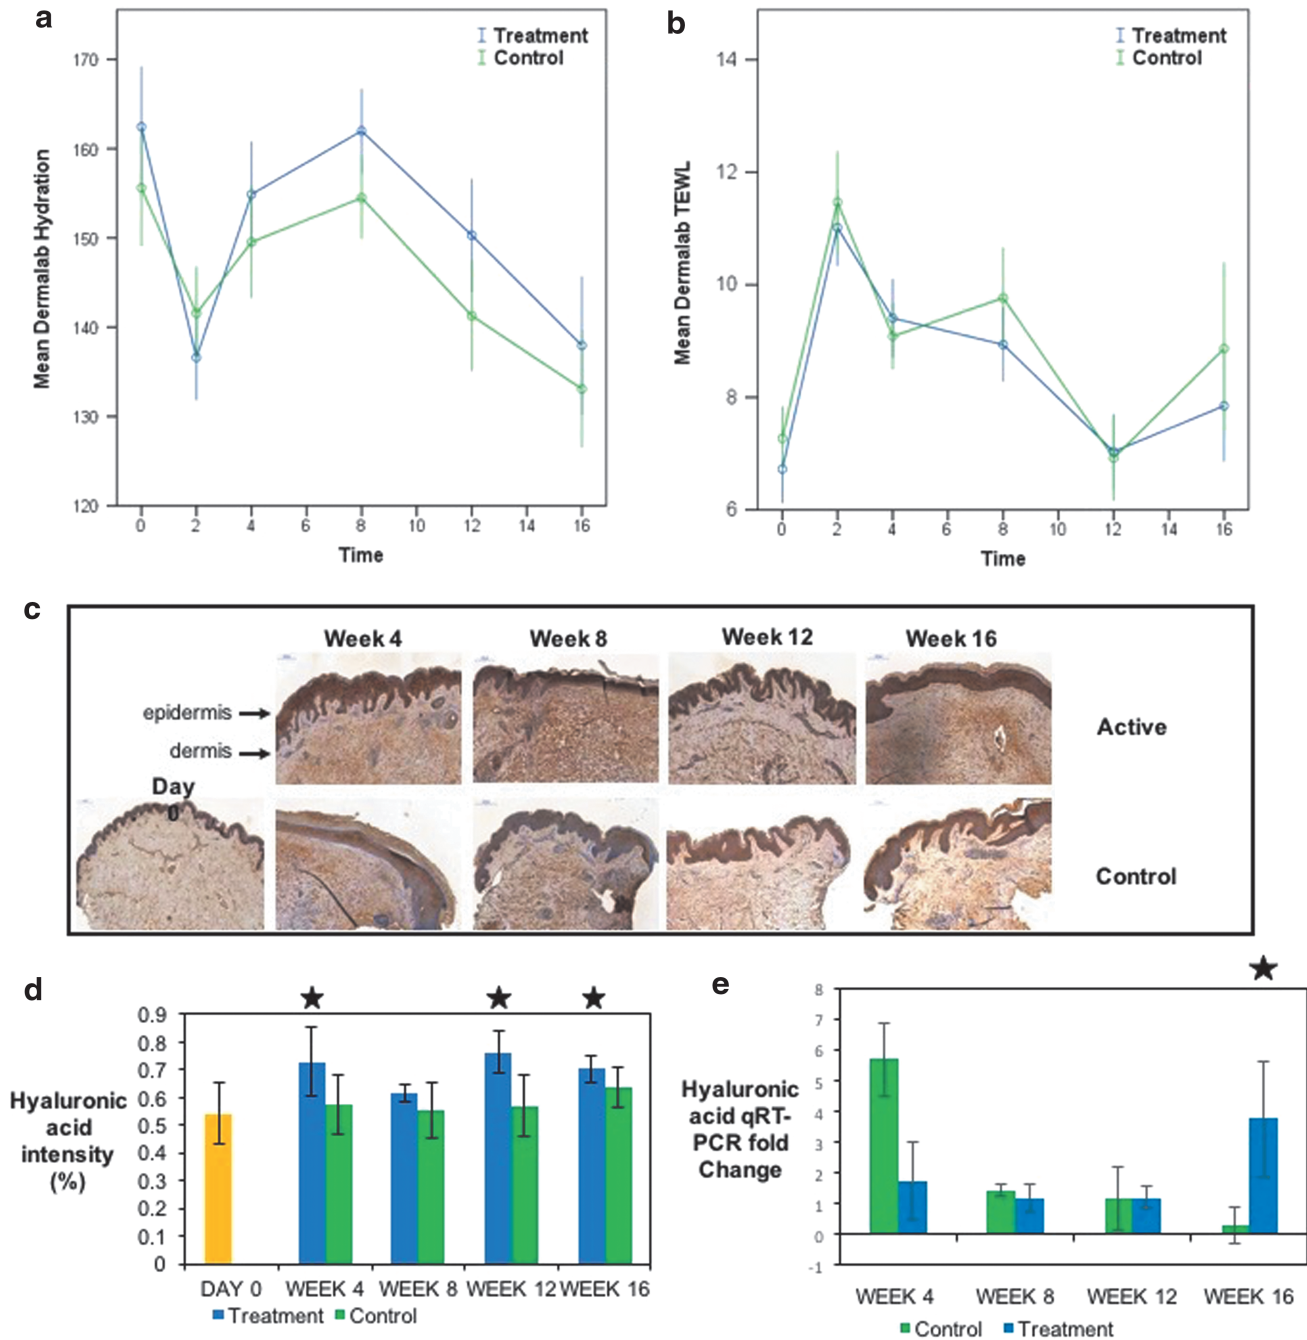 a
Treatment
Control
170
160
150
140
130
120
Mean Dermalab Hydration
0 2 4 6 8 10 12 14 16
Time
b
Treatment
Control
14
12
10
8
6
Mean Dermalab TEWL
0 2 4 6 8 10 12 14 16
Time
c
Week 4 Week 8 Week 12 Week 16
epidermis
dermis
Active
Day
0
Control
d
0.9
0.8
0.7
0.6
0.5
0.4
0.3
0.2
0.1
0
Hyaluronic
acid
intensity
(%)
DAY 0 WEEK 4 WEEK 8 WEEK 12 WEEK 16
Treatment Control
e
8
7
6
5
4
3
2
1
0
-1
Hyaluronic
acid qRT-
PCR fold
Change
WEEK 4 WEEK 8 WEEK 12 WEEK 16
Control Treatment